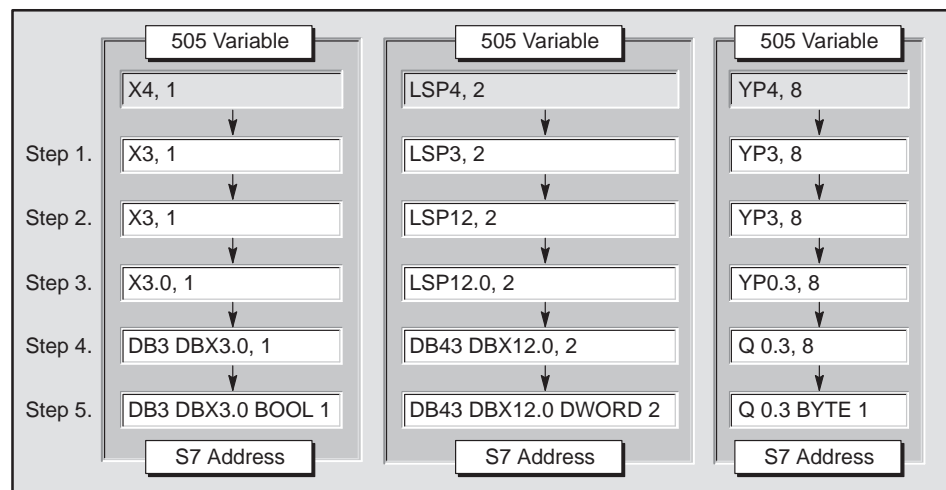 505 Variable 505 Variable 505 Variable
X4, 1 LSP4, 2 YP4, 8
Step 1. X3, 1 LSP3, 2 YP3, 8
Step 2. X3, 1 LSP12, 2 YP3, 8
Step 3. X3.0, 1 LSP12.0, 2 YP0.3, 8
Step 4. DB3 DBX3.0, 1 DB43 DBX12.0, 2 Q 0.3, 8
Step 5. DB3 DBX3.0 BOOL 1 DB43 DBX12.0 DWORD 2 Q 0.3 BYTE 1
S7 Address S7 Address S7 Address